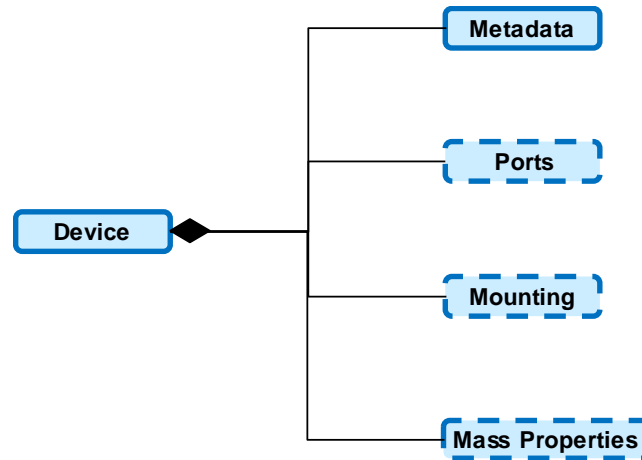 Metadata
Ports
Device
Mounting
Mass Properties